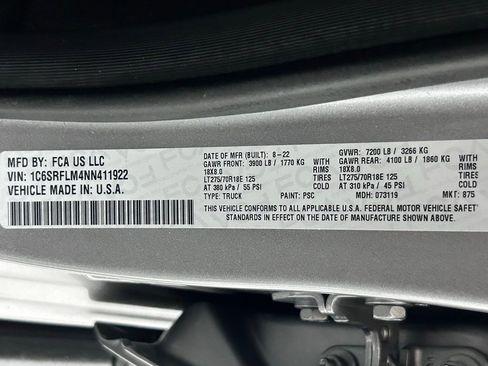 MFD BY: FCA US LLC
VIN: 1C6SRFLM4NN411922
VEHICLE MADE IN: U.S.A.
DATE OF MFR (BUILT): 8-22 GVWR: 7200 LB / 3266 KG
GAWR FRONT: 3900 LB / 1770 KG GAWR REAR: 4100 LB / 1860 KG
18X8.0 RIMS 18X8.0 RIMS
LT275/70R18E 125 TIRES LT275/70R18E 125 TIRES
AT 380 kPa / 55 PSI COLD AT 310 kPa / 45 PSI COLD
TYPE: TRUCK PAINT: PSC MDH: 073119 MKT: 875
THIS VEHICLE CONFORMS TO ALL APPLICABLE U.S.A. FEDERAL MOTOR VEHICLE SAFET
STANDARDS IN EFFECT ON THE DATE OF MANUFACTURE SHOWN ABOVE